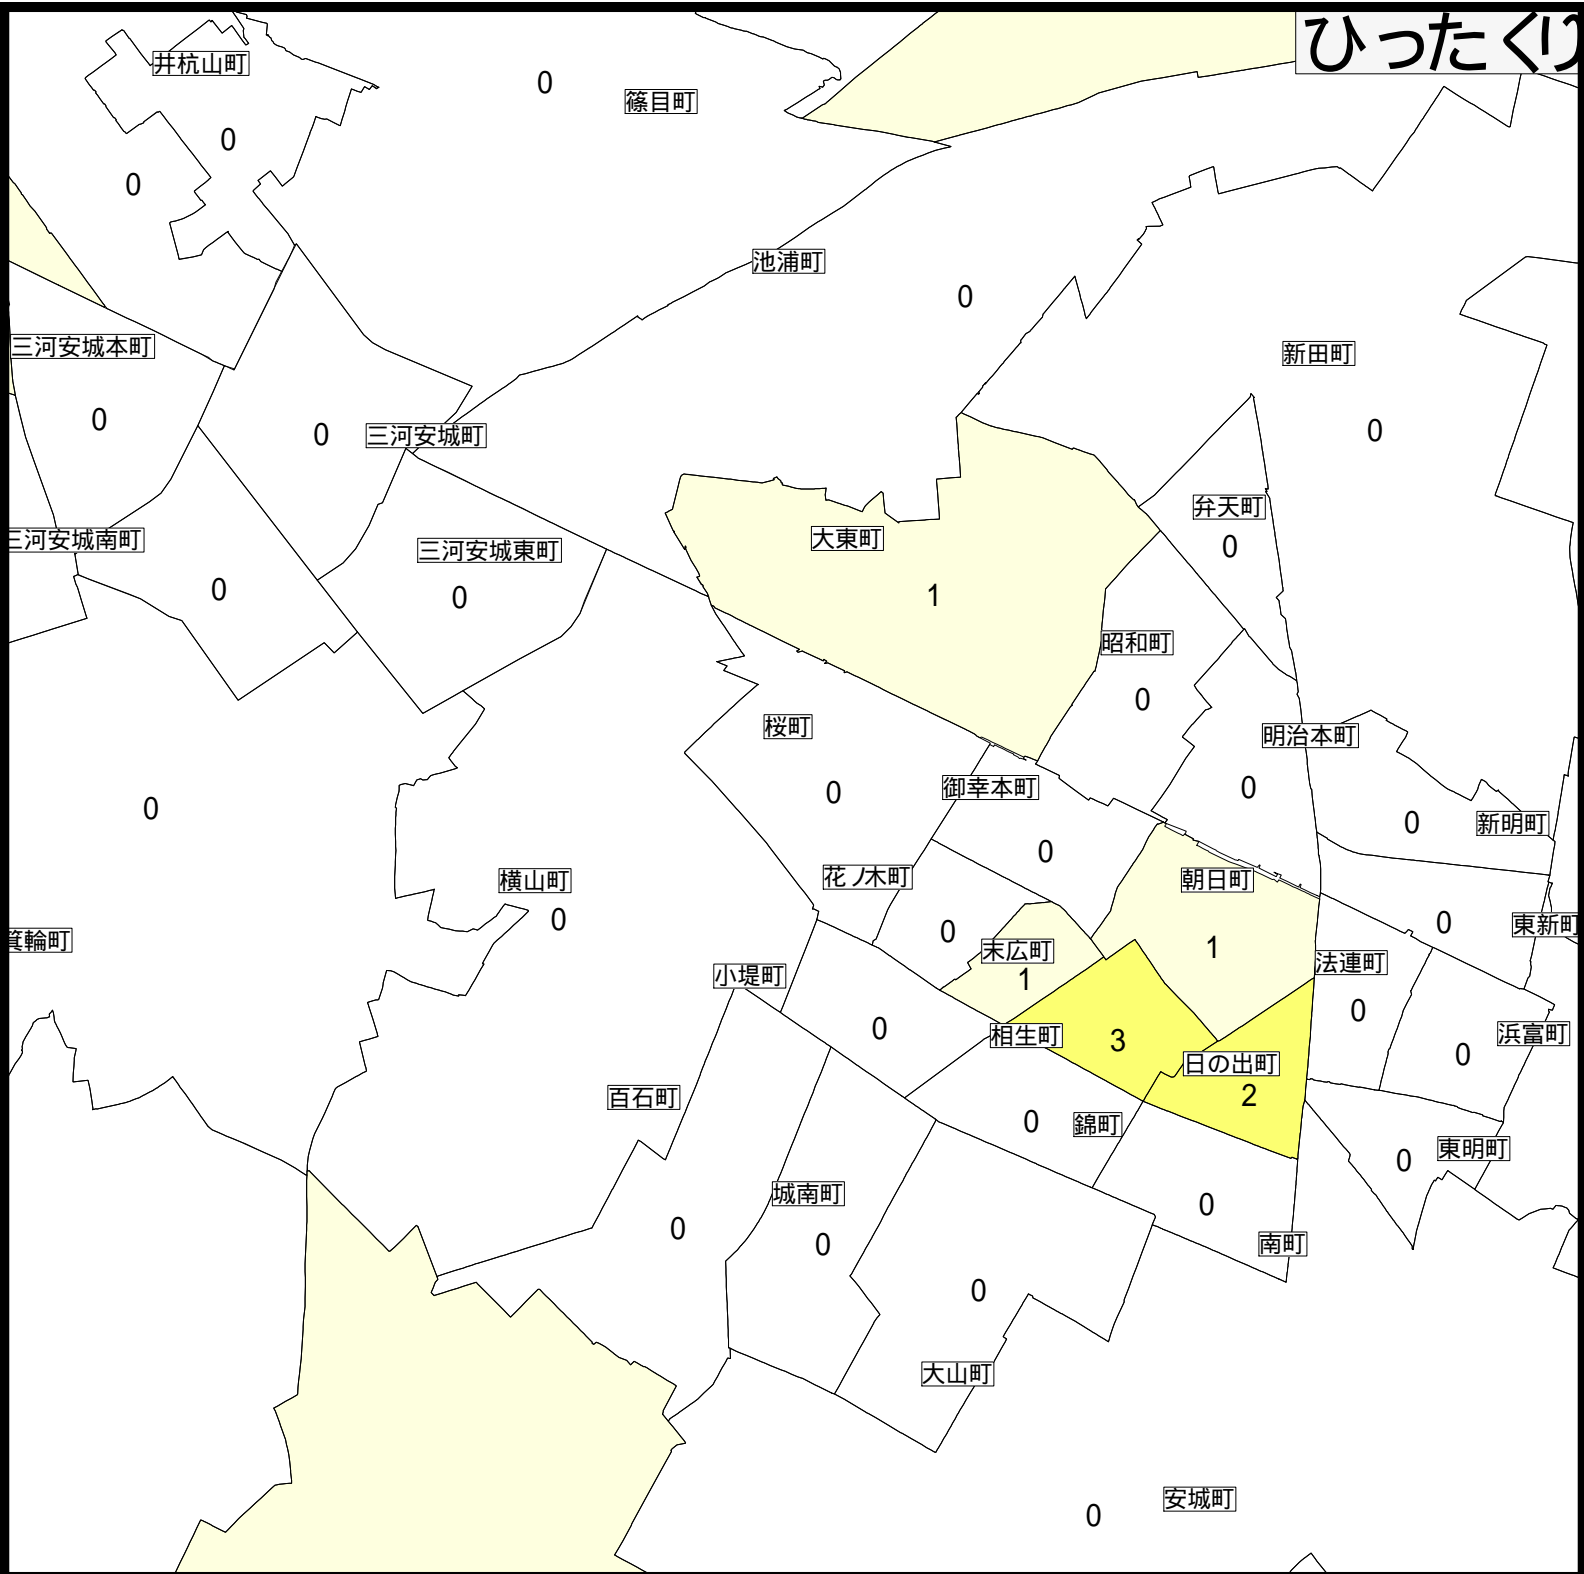 ひったくり
井杭山町
0
篠目町
0
0
池浦町
0
三河安城本町
新田町
0
0
三河安城町
0
弁天町
三河安城南町
大東町
0
三河安城東町
0
1
0
昭和町
0
桜町
明治本町
0
御幸本町
0
0
0
新明町
0
花ノ木町
横山町
朝日町
0
0
0
東新町
箕輪町
末広町
1
1
法連町
小堤町
0
0
相生町
3
浜富町
0
日の出町
2
百石町
0
錦町
東明町
0
城南町
0
0
南町
0
0
大山町
安城町
0